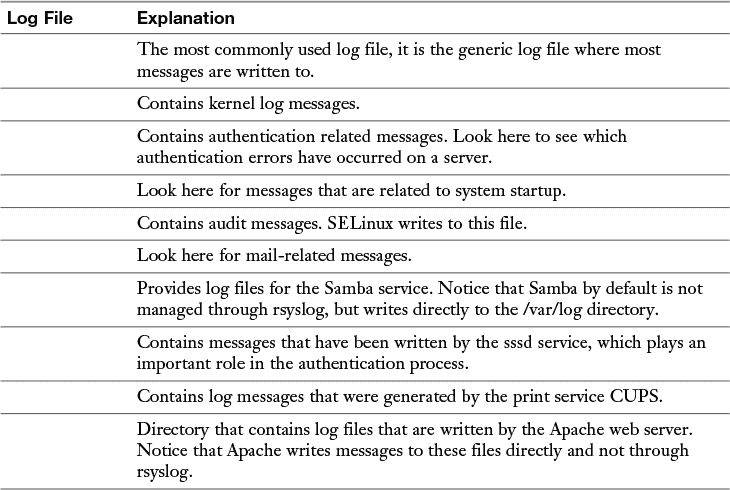 Log File Explanation
The most commonly used log file, it is the generic log file where most
messages are written to.
Contains kernel log messages.
Contains authentication related messages. Look here to see which
authentication errors have occurred on a server.
Look here for messages that are related to system startup.
Contains audit messages. SELinux writes to this file.
Look here for mail-related messages.
Provides log files for the Samba service. Notice that Samba by default is not
managed through rsyslog, but writes directly to the /var/log directory.
Contains messages that have been written by the sssd service, which plays an
important role in the authentication process.
Contains log messages that were generated by the print service CUPS.
Directory that contains log files that are written by the Apache web server.
Notice that Apache writes messages to these files directly and not through
rsyslog.